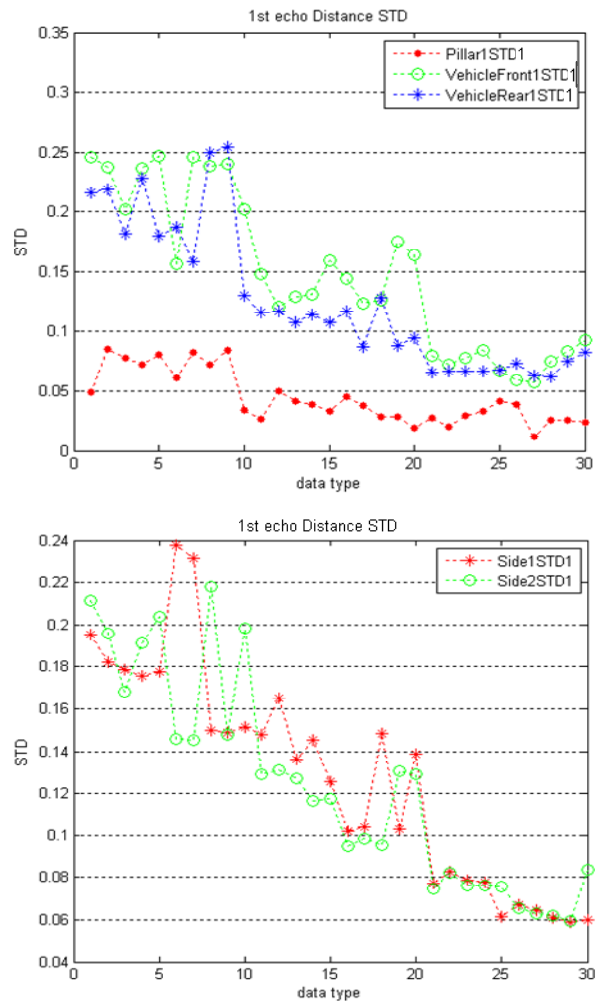 1st echo Distance STD
0.35
0.3
0.25
0.2
0.15
0.1
0.05
0
STD
Pillar1STD1
VehicleFront1STD1
VehicleRear1STD1
0 5 10 15 20 25 30
data type
1st echo Distance STD
0.24
0.22
0.2
0.18
0.16
0.14
0.12
0.1
0.08
0.06
0.04
STD
Side1STD1
Side2STD1
0 5 10 15 20 25 30
data type